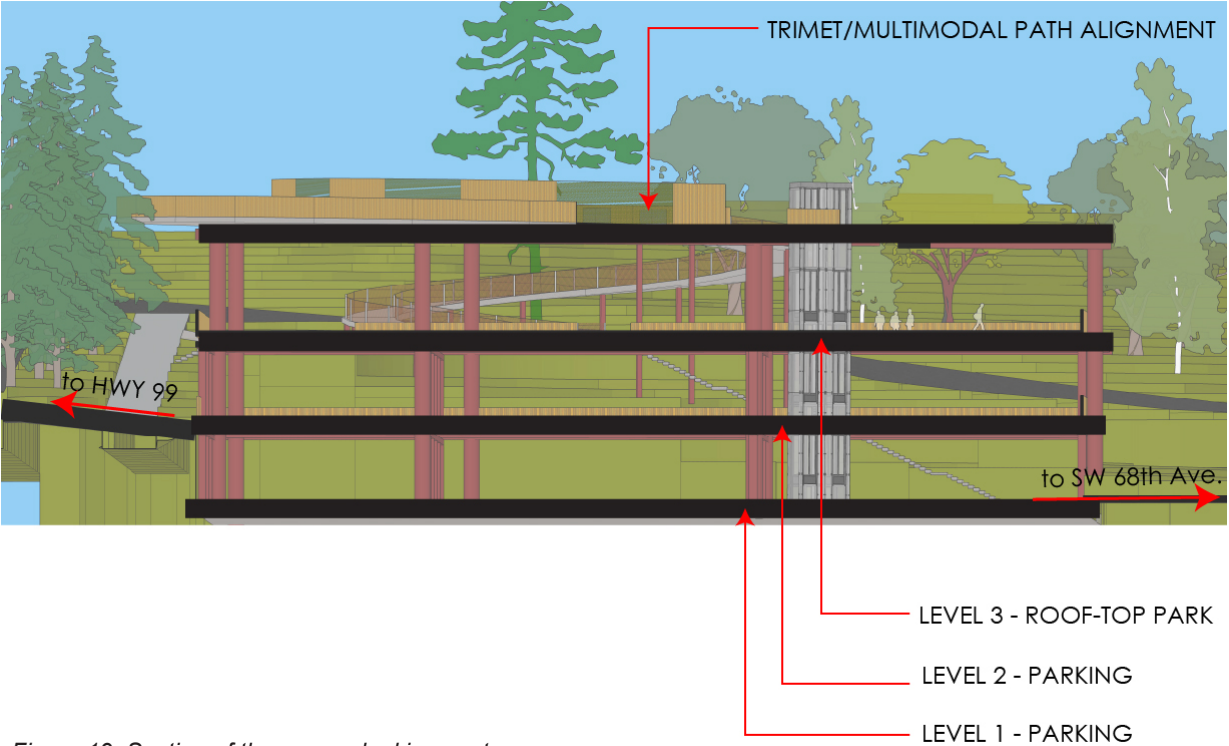 TRIMET/MULTIMODAL PATH ALIGNMENT
to HWY 99
to SW 68th Ave.
LEVEL 3 - ROOF-TOP PARK
LEVEL 2 - PARKING
LEVEL 1 - PARKING